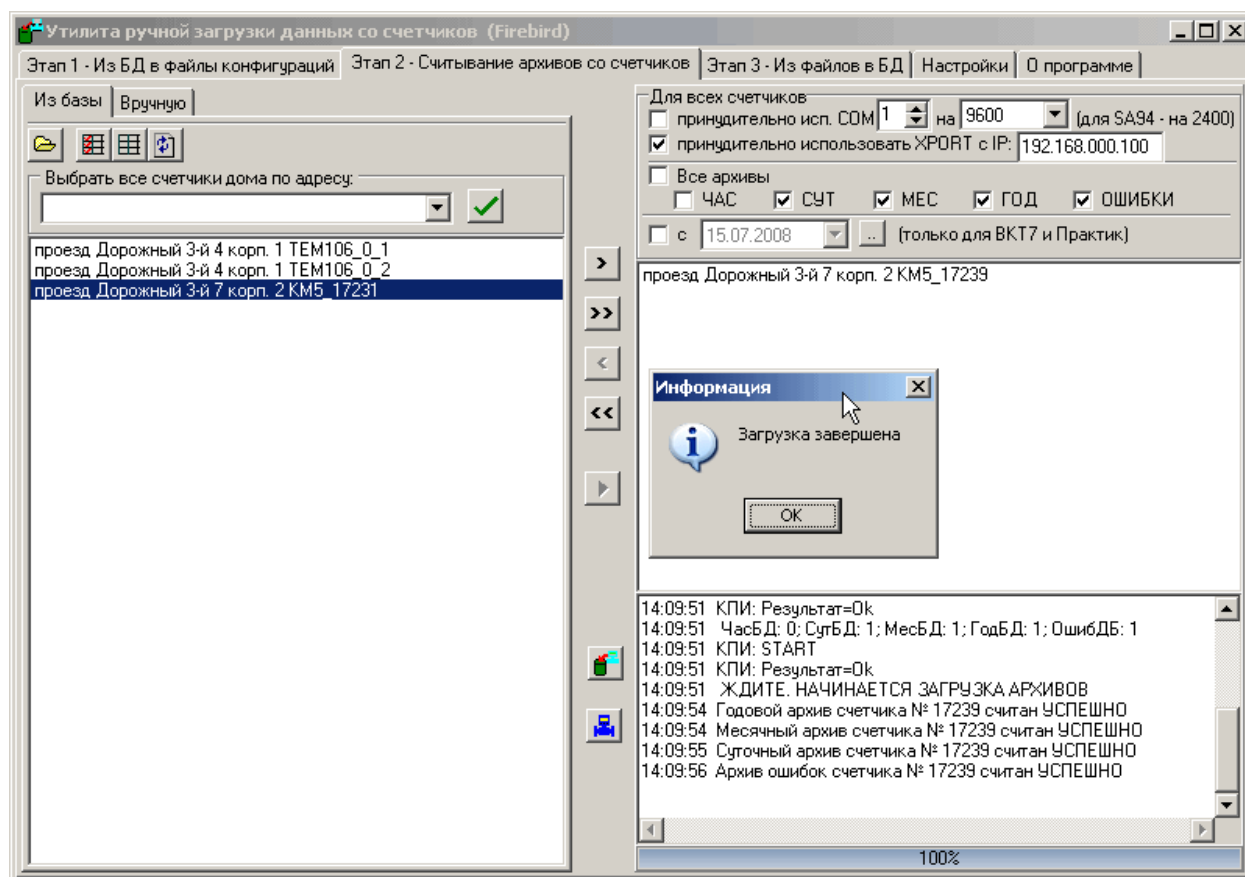 Утилита ручной загрузки данных со счетчиков (Firebird)
Этап 1 - Из БД в файлы конфигураций Этап 2 - Считывание архивов со счетчиков Этап 3 - Из файлов в БД Настройки О программе
Из базы Вручную
Выбрать все счетчики дома по адресу:
проезд Дорожный 3-й 4 корп. 1 ТЕМ106_0_1
проезд Дорожный 3-й 4 корп. 1 ТЕМ106_0_2
проезд Дорожный 3-й 7 корп. 2 КМ5_17231
>
>>
<
<<
Для всех счетчиков
принудительно исп. COM 1 на 9600 (для SA94 - на 2400)
принудительно использовать XPORT с IP: 192.168.000.100
Все архивы
ЧАС СУТ МЕС ГОД ОШИБКИ
с 15.07.2008 .. (только для ВКТ7 и Практик)
проезд Дорожный 3-й 7 корп. 2 КМ5_17239
Информация
Загрузка завершена
OK
14:09:51 КПИ: Результат=Ok
14:09:51 ЧасБД: 0; СутБД: 1; МесБД: 1; ГодБД: 1; ОшибДБ: 1
14:09:51 КПИ: START
14:09:51 КПИ: Результат=Ok
14:09:51 ЖДИТЕ. НАЧИНАЕТСЯ ЗАГРУЗКА АРХИВОВ
14:09:54 Годовой архив счетчика № 17239 считан УСПЕШНО
14:09:54 Месячный архив счетчика № 17239 считан УСПЕШНО
14:09:55 Суточный архив счетчика № 17239 считан УСПЕШНО
14:09:56 Архив ошибок счетчика № 17239 считан УСПЕШНО
100%